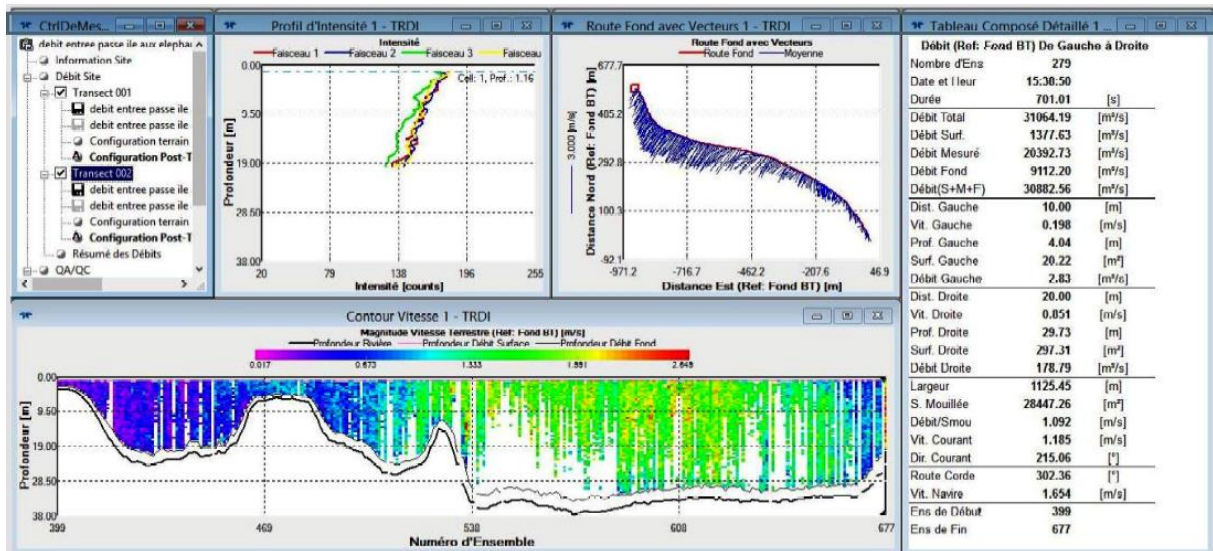 CtrlDeMes...
debit entree passe ile aux elephar
Information Site
Débit Site
Transect 001
debit entree passe ile
debit entree passe ile
Configuration terrain
Configuration Post-T
Transect 002
debit entree passe ile
debit entree passe ile
Configuration terrain
Configuration Post-T
Résumé des Débits
QA/QC
Profil d'Intensité 1 - TRDI
Intensité
Faisceau 1 Faisceau 2 Faisceau 3 Faisceau
Cell: 1, Prof.: 1.16
Profondeur [m]
0.00
9.50
19.00
28.50
38.00
20 79 138 196 255
Intensité [counts]
Route Fond avec Vecteurs 1 - TRDI
Route Fond avec Vecteurs
Route Fond Moyenne
3.000 [m/s]
Distance Nord (Ref: Fond BT) [m]
677.7
485.2
292.8
100.3
-92.1
-971.2 -716.7 -462.2 -207.6 46.9
Distance Est (Ref: Fond BT) [m]
Contour Vitesse 1 - TRDI
Magnitude Vitesse Terrestre (Ref: Fond BT) [m/s]
Profondeur Rivière Profondeur Débit Surface Profondeur Débit Fond
0.017 1.333
Profondeur [m]
0.00
9.50
19.00
28.50
38.00
399 469 538 608 677
Numéro d'Ensemble
Tableau Composé Détaillé 1 ...
Débit (Ref: Fond BT) De Gauche à Droite
Nombre d'Ens 279
Date et Heur 15:38:50
Durée 701.01 [s]
Débit Total 31064.19 [m³/s]
Débit Surf. 1377.63 [m³/s]
Débit Mesuré 20392.73 [m³/s]
Débit Fond 9112.20 [m³/s]
Débit(S+M+F) 30882.56 [m³/s]
Dist. Gauche 10.00 [m]
Vit. Gauche 0.198 [m/s]
Prof. Gauche 4.04 [m]
Surf. Gauche 20.22 [m²]
Débit Gauche 2.83 [m³/s]
Dist. Droite 20.00 [m]
Vit. Droite 0.851 [m/s]
Prof. Droite 29.73 [m]
Surf. Droite 297.31 [m²]
Débit Droite 178.79 [m³/s]
Largeur 1125.45 [m]
S. Mouillée 28447.26 [m²]
Débit/Smou 1.092 [m/s]
Vit. Courant 1.185 [m/s]
Dir. Courant 215.06 [°]
Route Corde 302.36 [°]
Vit. Navire 1.654 [m/s]
Ens de Début 399
Ens de Fin 677